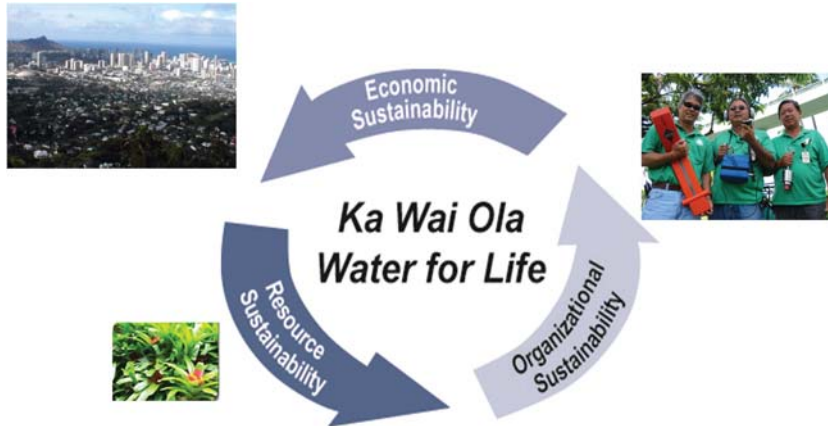 Economic
Sustainability
Ka Wai Ola
Water for Life
Resource
Sustainability
Organizational
Sustainability